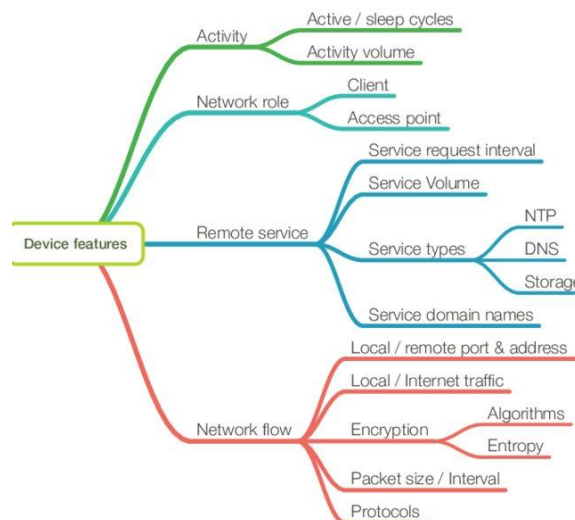 Device features
Activity
Active / sleep cycles
Activity volume
Network role
Client
Access point
Remote service
Service request interval
Service Volume
Service types
NTP
DNS
Storage
Service domain names
Network flow
Local / remote port & address
Local / Internet traffic
Encryption
Algorithms
Entropy
Packet size / Interval
Protocols